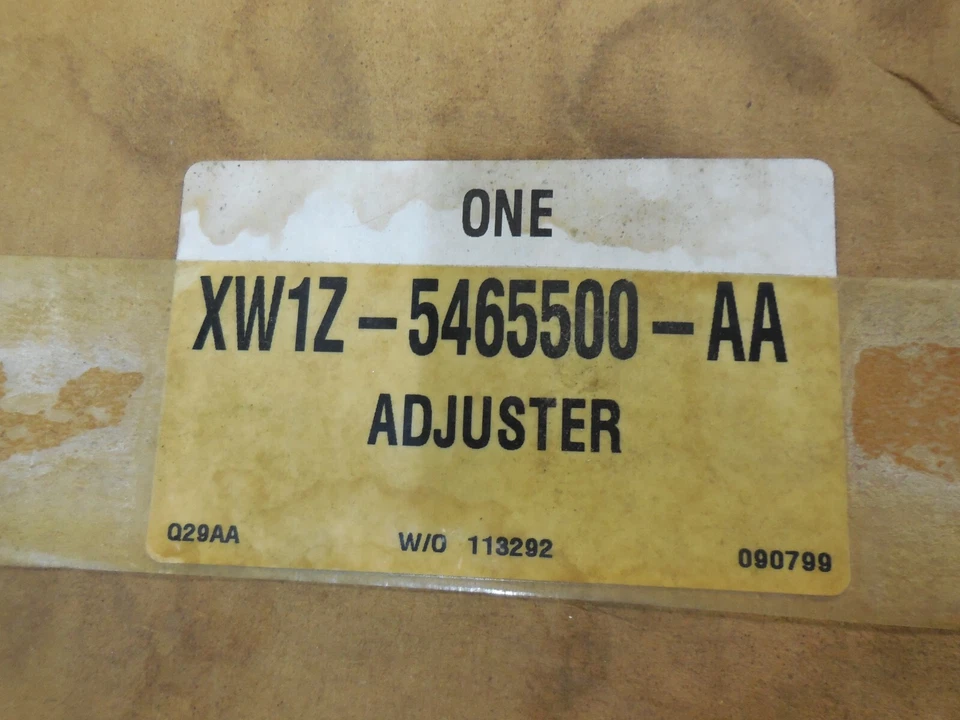 ONE
XW1Z-5465500-AA
ADJUSTER
Q29AA W/O 113292 090799